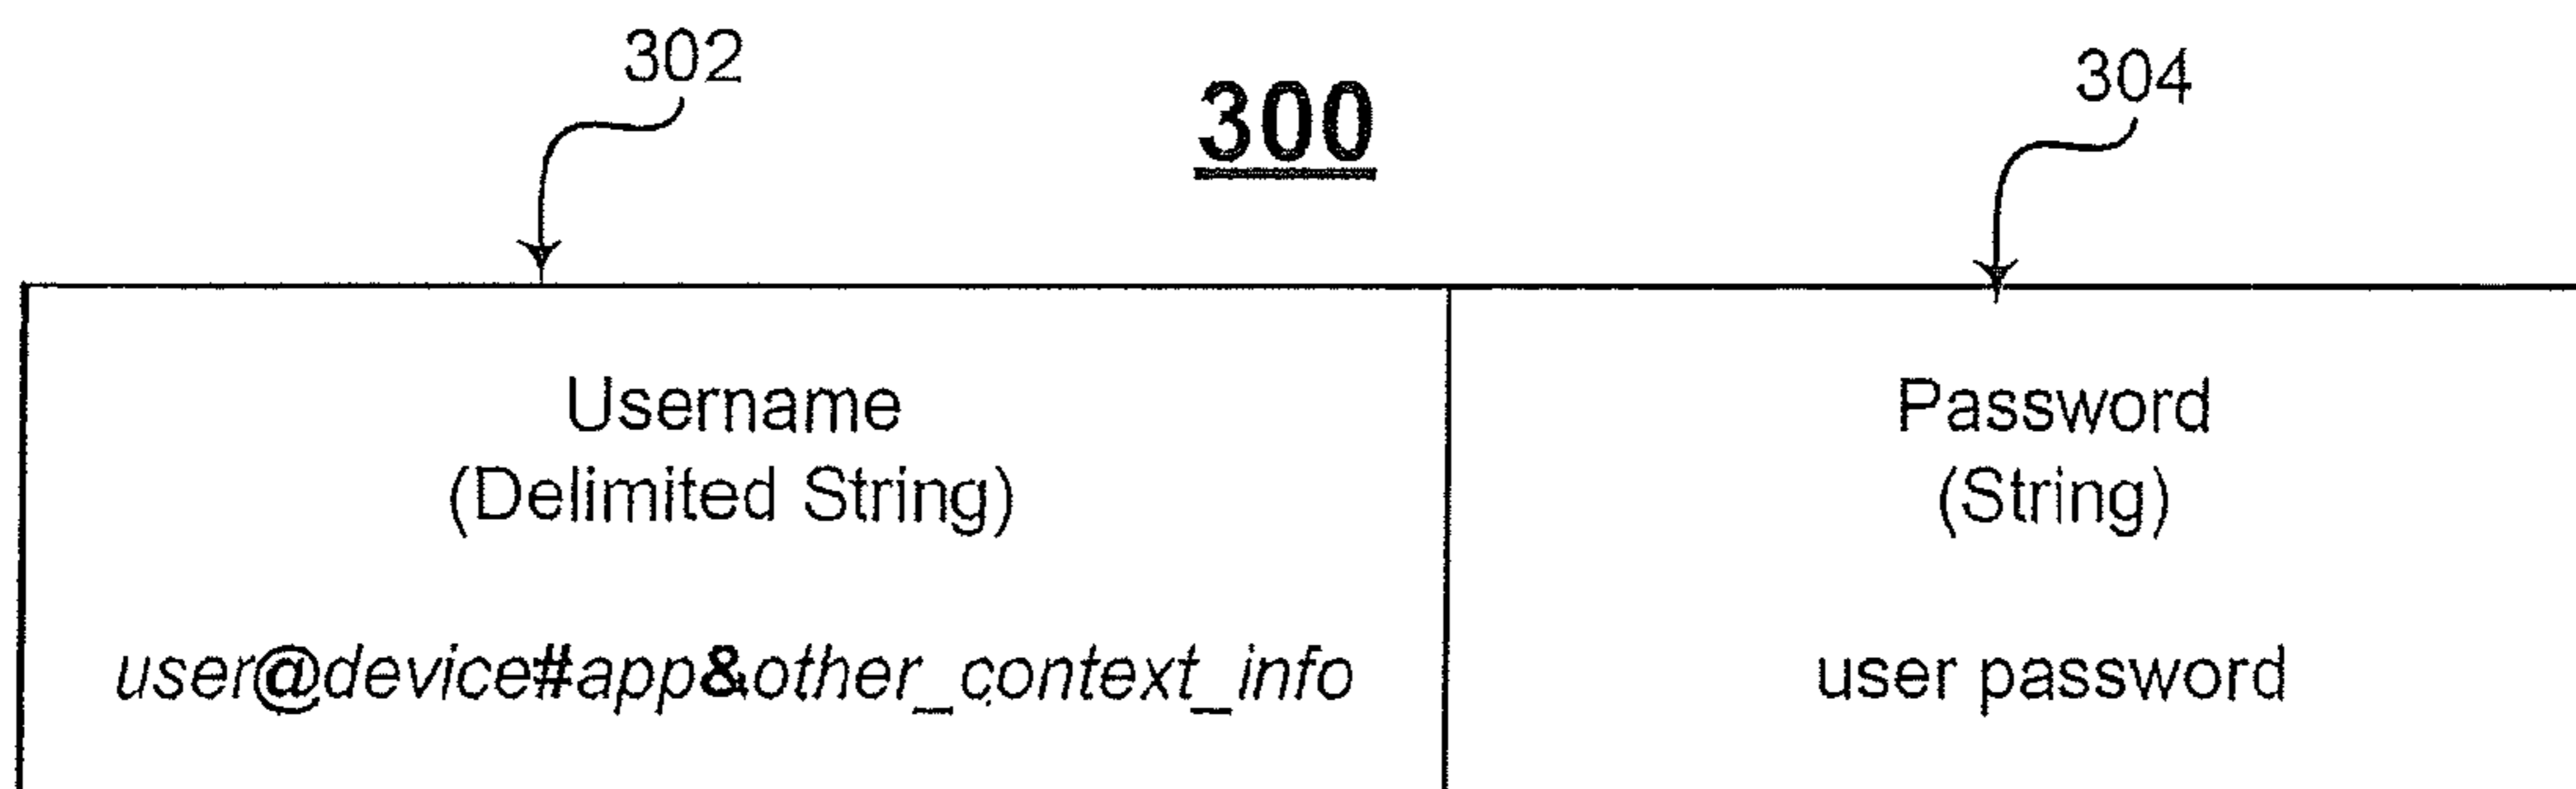 302
300
304
Username
(Delimited String)
user@device#app&other_context_info
Password
(String)
user password